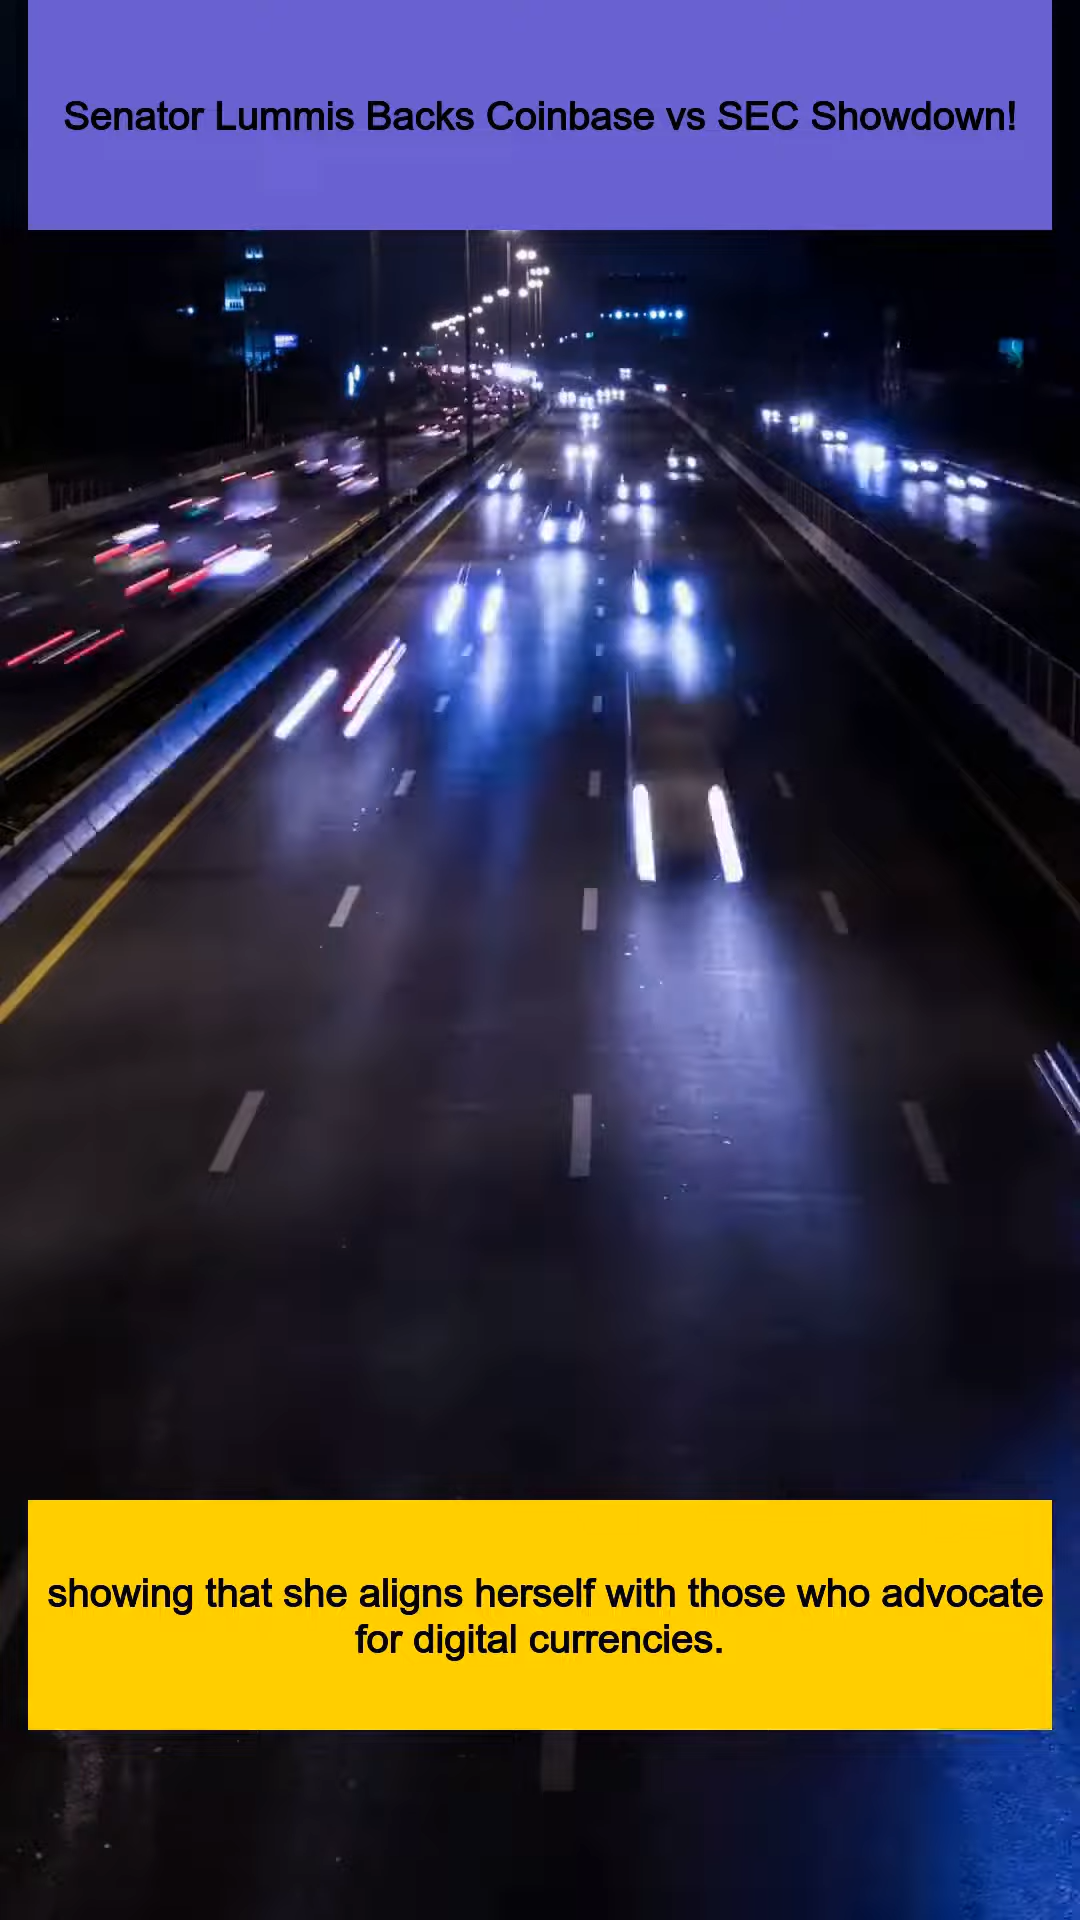 Senator Lummis Backs Coinbase vs SEC Showdown!
showing that she aligns herself with those who advocate
for digital currencies.